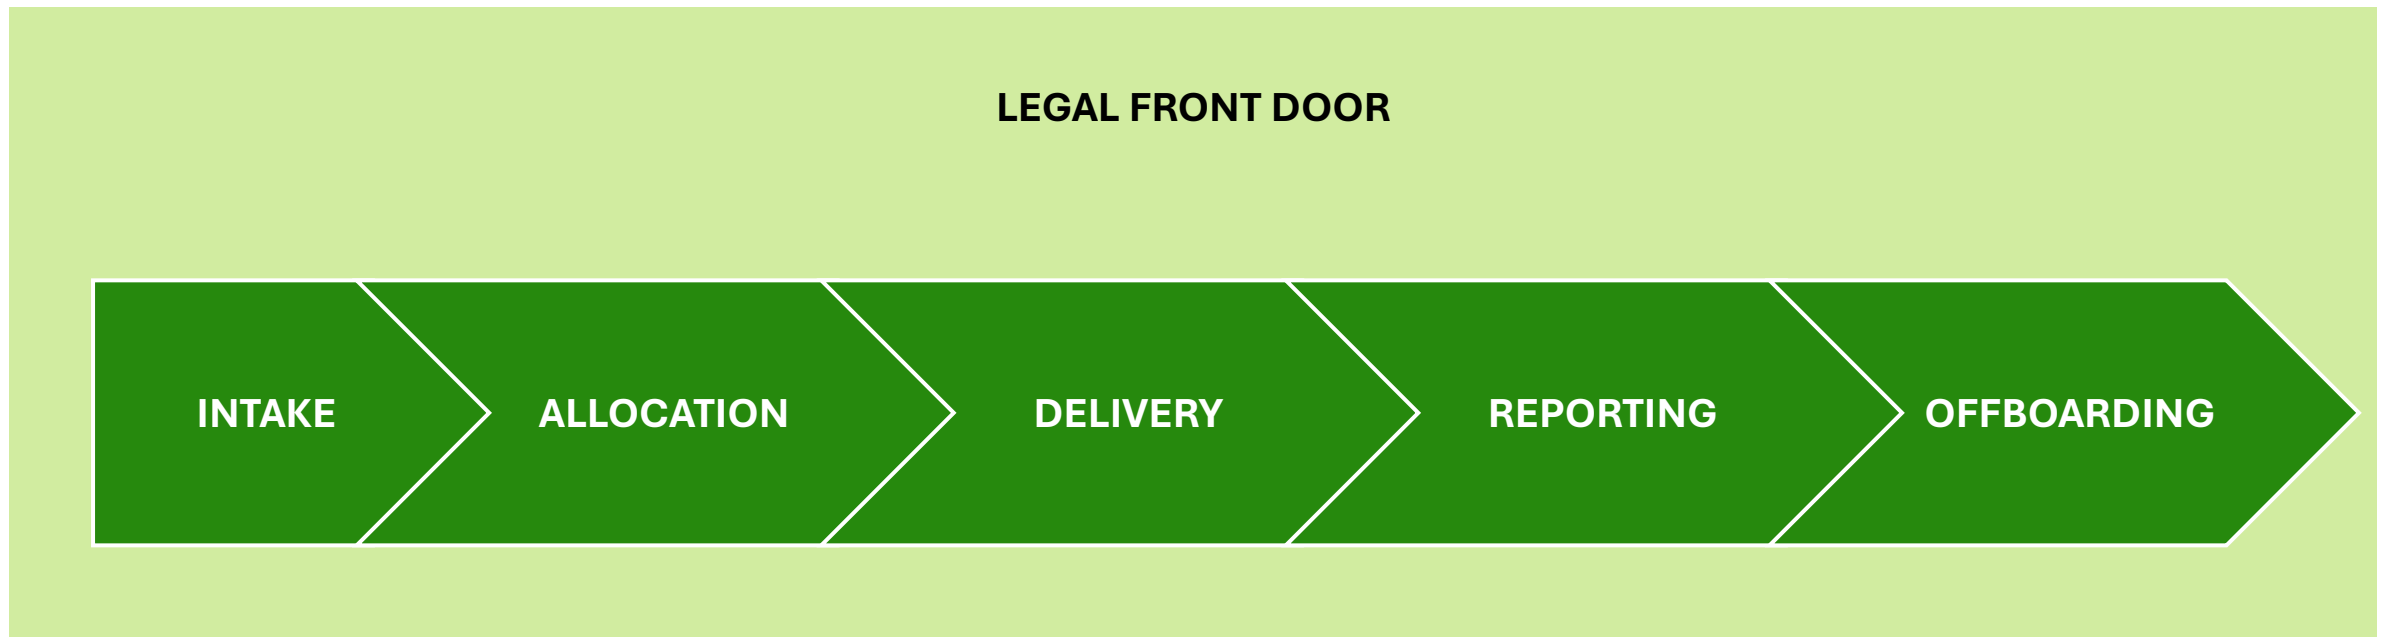 LEGAL FRONT DOOR
INTAKE
ALLOCATION
DELIVERY
REPORTING
OFFBOARDING